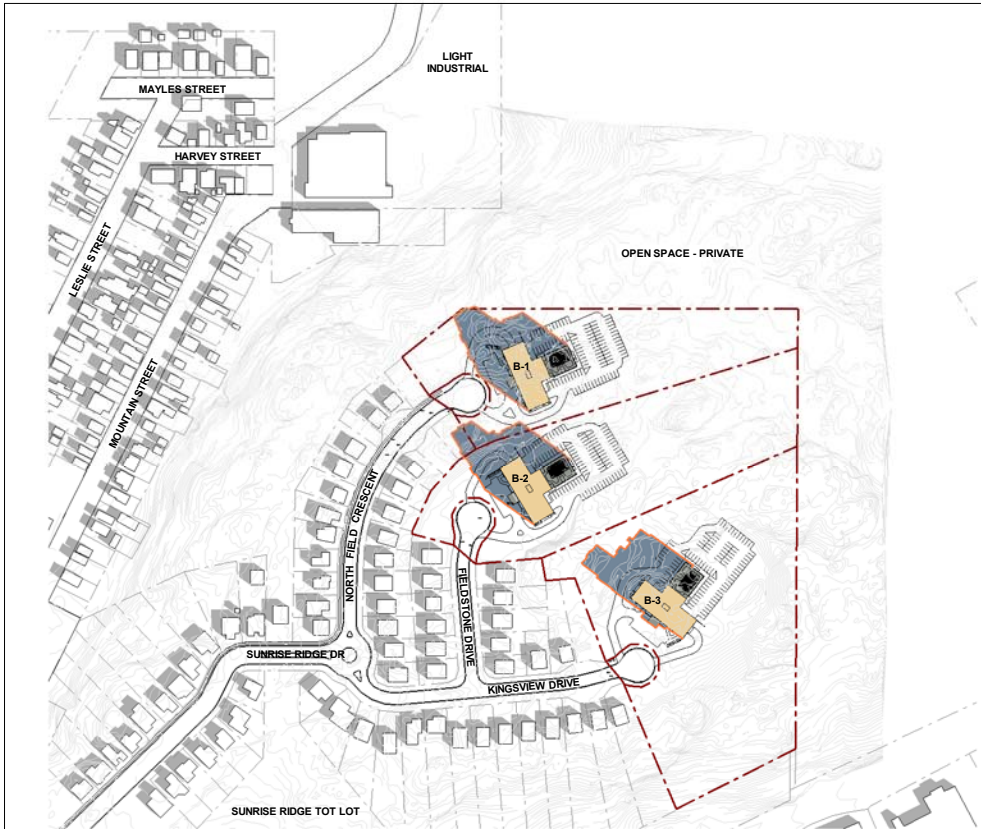 LIGHT
INDUSTRIAL
MAYLES STREET
HARVEY STREET
LESLIE STREET
OPEN SPACE - PRIVATE
MOUNTAIN STREET
B-1
B-2
NORTH FIELD CRESCENT
FIELDSTONE DRIVE
B-3
SUNRISE RIDGE DR
KINGSVIEW DRIVE
SUNRISE RIDGE TOT LOT